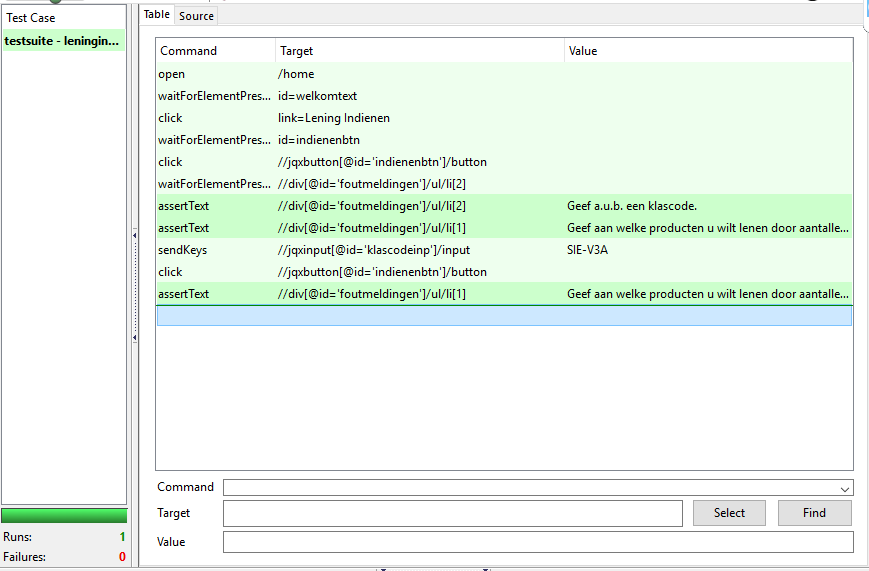 Test Case
testsuite - leningin...
Runs: 1
Failures: 0
Table Source
Command Target Value
open /home
waitForElementPres... id=welkomtext
click link=Lening Indienen
waitForElementPres... id=indienenbtn
click //jqxbutton[@id='indienenbtn']/button
waitForElementPres... //div[@id='foutmeldingen']/ul/li[2]
assertText //div[@id='foutmeldingen']/ul/li[2] Geef a.u.b. een klascode.
assertText //div[@id='foutmeldingen']/ul/li[1] Geef aan welke producten u wilt lenen door aantalle...
sendKeys //jqxinput[@id='klascodeinp']/input SIE-V3A
click //jqxbutton[@id='indienenbtn']/button
assertText //div[@id='foutmeldingen']/ul/li[1] Geef aan welke producten u wilt lenen door aantalle...
Command
Target Select Find
Value